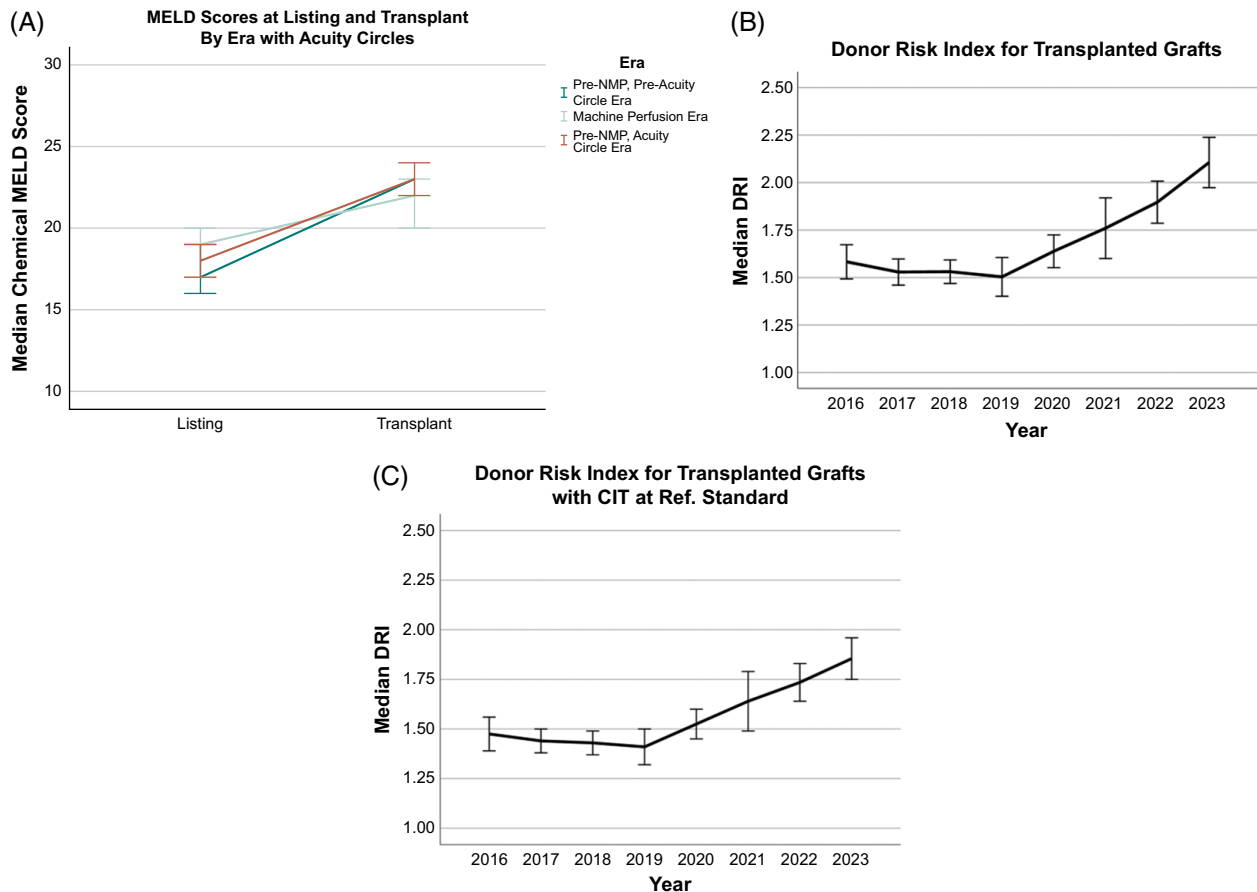 (A)
MELD Scores at Listing and Transplant
By Era with Acuity Circles
Median Chemical MELD Score
30
25
20
15
10
Listing Transplant
Era
Pre-NMP, Pre-Acuity
Circle Era
Machine Perfusion Era
Pre-NMP, Acuity
Circle Era
(B)
Donor Risk Index for Transplanted Grafts
Median DRI
2.50
2.25
2.00
1.75
1.50
1.25
1.00
2016 2017 2018 2019 2020 2021 2022 2023
Year
(C)
Donor Risk Index for Transplanted Grafts
with CIT at Ref. Standard
Median DRI
2.50
2.25
2.00
1.75
1.50
1.25
1.00
2016 2017 2018 2019 2020 2021 2022 2023
Year